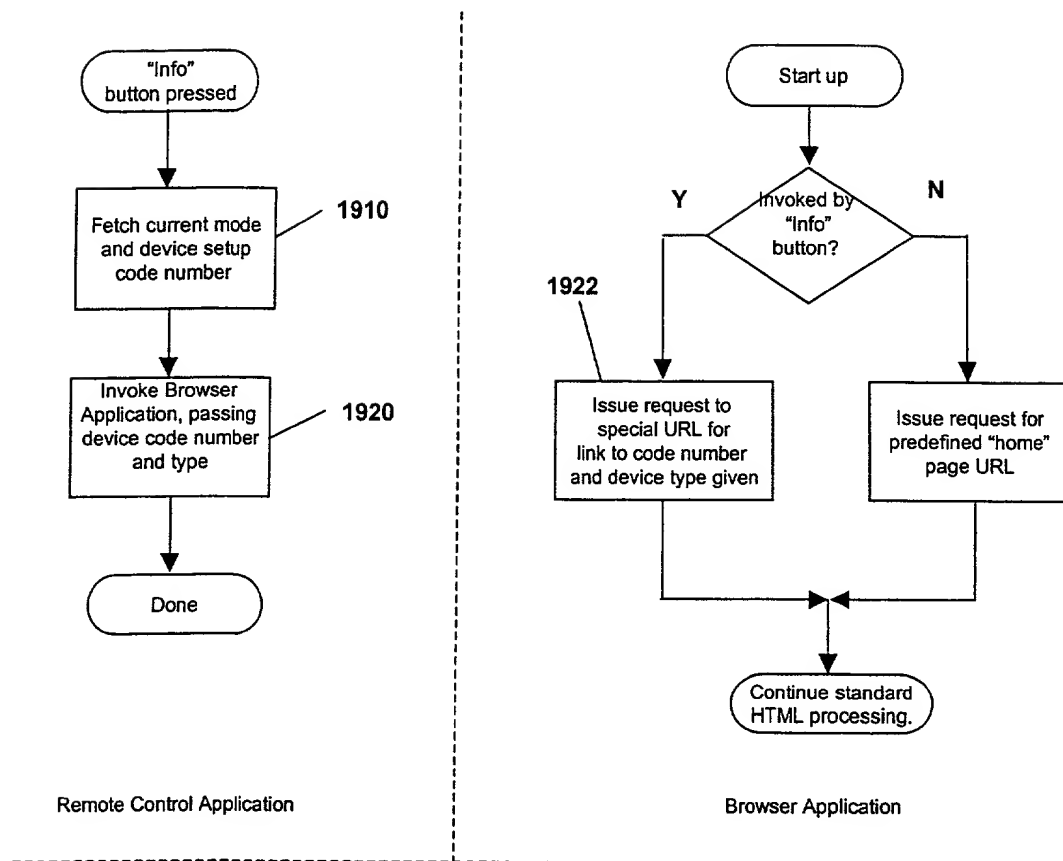 “Info”
button pressed
Fetch current mode
and device setup
code number
1910
Invoke Browser
Application, passing
device code number
and type
1920
Done
Remote Control Application
Start up
Invoked by
“Info”
button?
Y
N
1922
Issue request to
special URL for
link to code number
and device type given
Issue request for
predefined “home”
page URL
Continue standard
HTML processing.
Browser Application